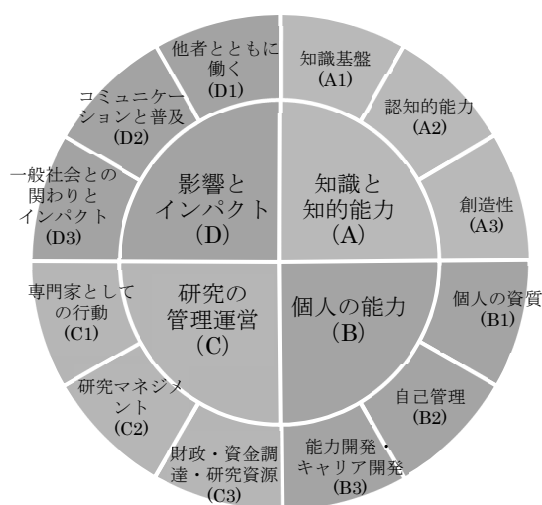 知識基盤
(A1)
認知的能力
(A2)
創造性
(A3)
個人の資質
(B1)
自己管理
(B2)
能力開発・
キャリア開発
(B3)
財政・資金調
達・研究資源
(C3)
研究マネジメ
ント
(C2)
専門家として
の行動
(C1)
一般社会との
関わりと
インパクト
(D3)
コミュニケー
ションと普及
(D2)
他者とともに
働く
(D1)
知識と
知的能力
(A)
個人の能力
(B)
研究の
管理運営
(C)
影響と
インパクト
(D)